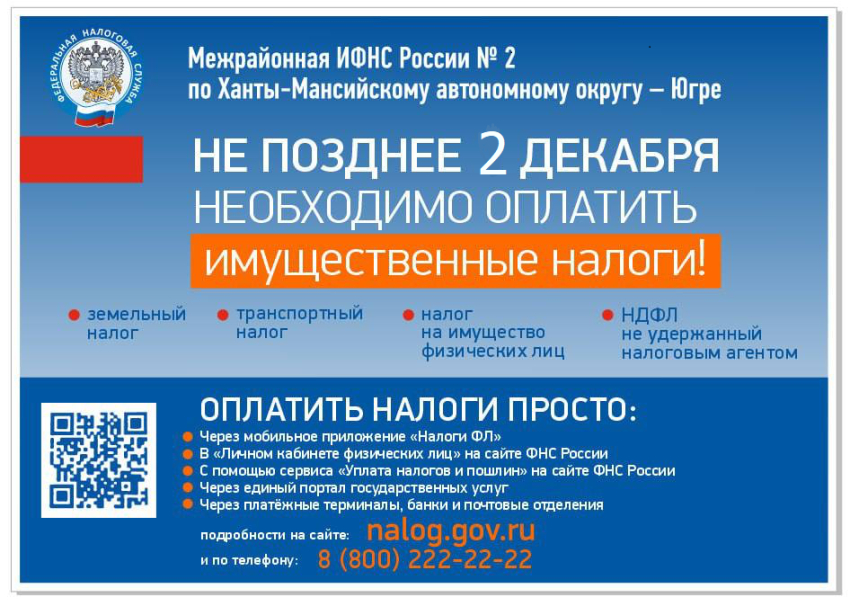 ФЕДЕРАЛЬНАЯ НАЛОГОВАЯ СЛУЖБА
Межрайонная ИФНС России № 2
по Ханты-Мансийскому автономному округу – Югре
НЕ ПОЗДНЕЕ 2 ДЕКАБРЯ
НЕОБХОДИМО ОПЛАТИТЬ
имущественные налоги!
земельный
налог
транспортный
налог
налог
на имущество
физических лиц
НДФЛ
не удержанный
налоговым агентом
ОПЛАТИТЬ НАЛОГИ ПРОСТО:
Через мобильное приложение «Налоги ФЛ»
В «Личном кабинете физических лиц» на сайте ФНС России
С помощью сервиса «Уплата налогов и пошлин» на сайте ФНС России
Через единый портал государственных услуг
Через платёжные терминалы, банки и почтовые отделения
подробности на сайте: nalog.gov.ru
и по телефону: 8 (800) 222-22-22